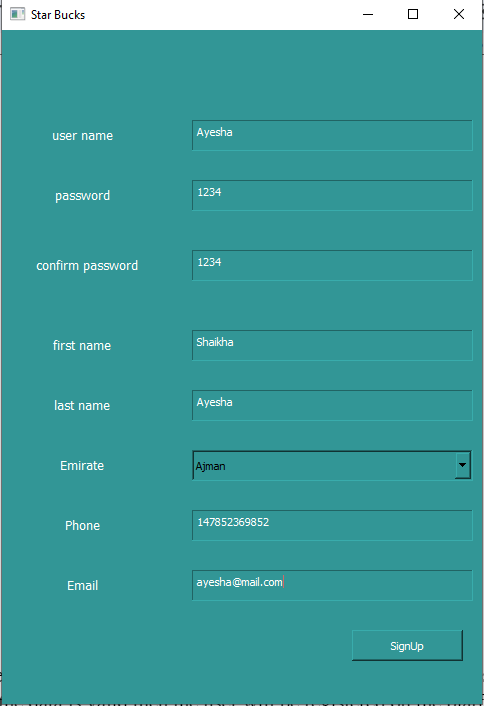 Star Bucks
user name Ayesha
password 1234
confirm password 1234
first name Shaikha
last name Ayesha
Emirate Ajman
Phone 147852369852
Email ayesha@mail.com
SignUp